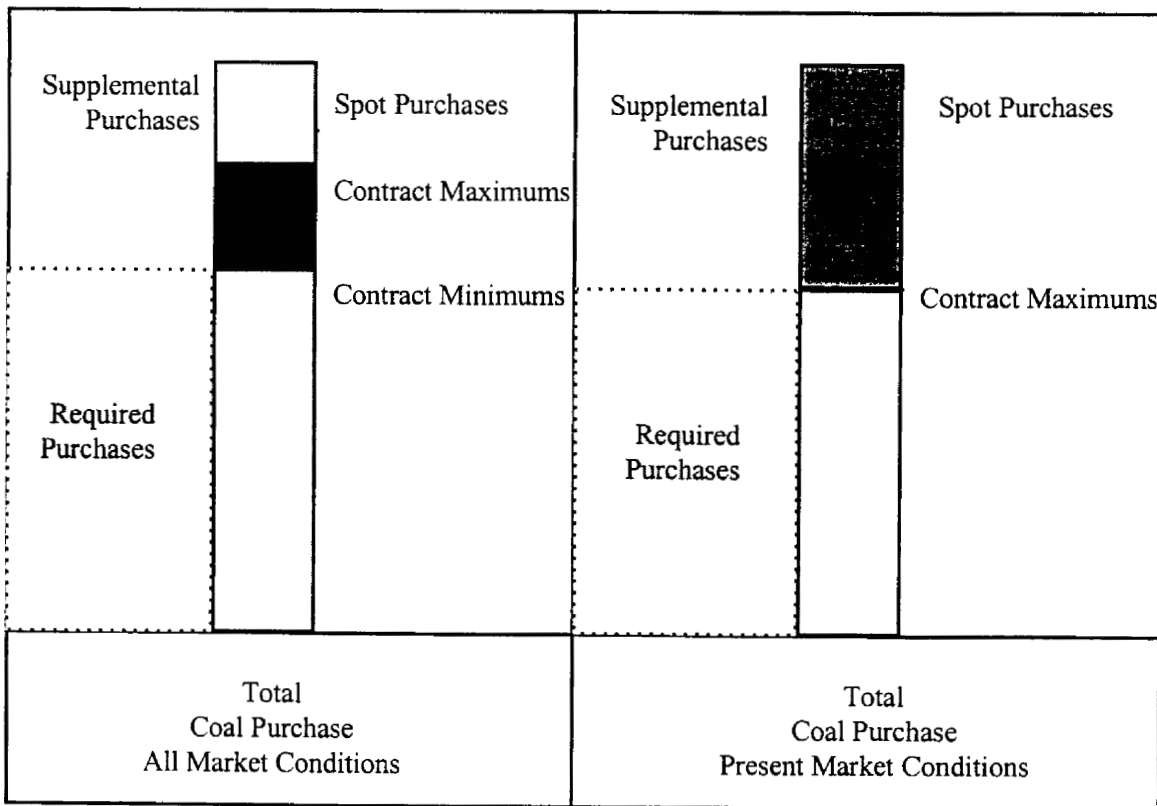 Supplemental
Purchases
Spot Purchases
Contract Maximums
Contract Minimums
Required
Purchases
Total
Coal Purchase
All Market Conditions
Supplemental
Purchases
Spot Purchases
Contract Maximums
Required
Purchases
Total
Coal Purchase
Present Market Conditions